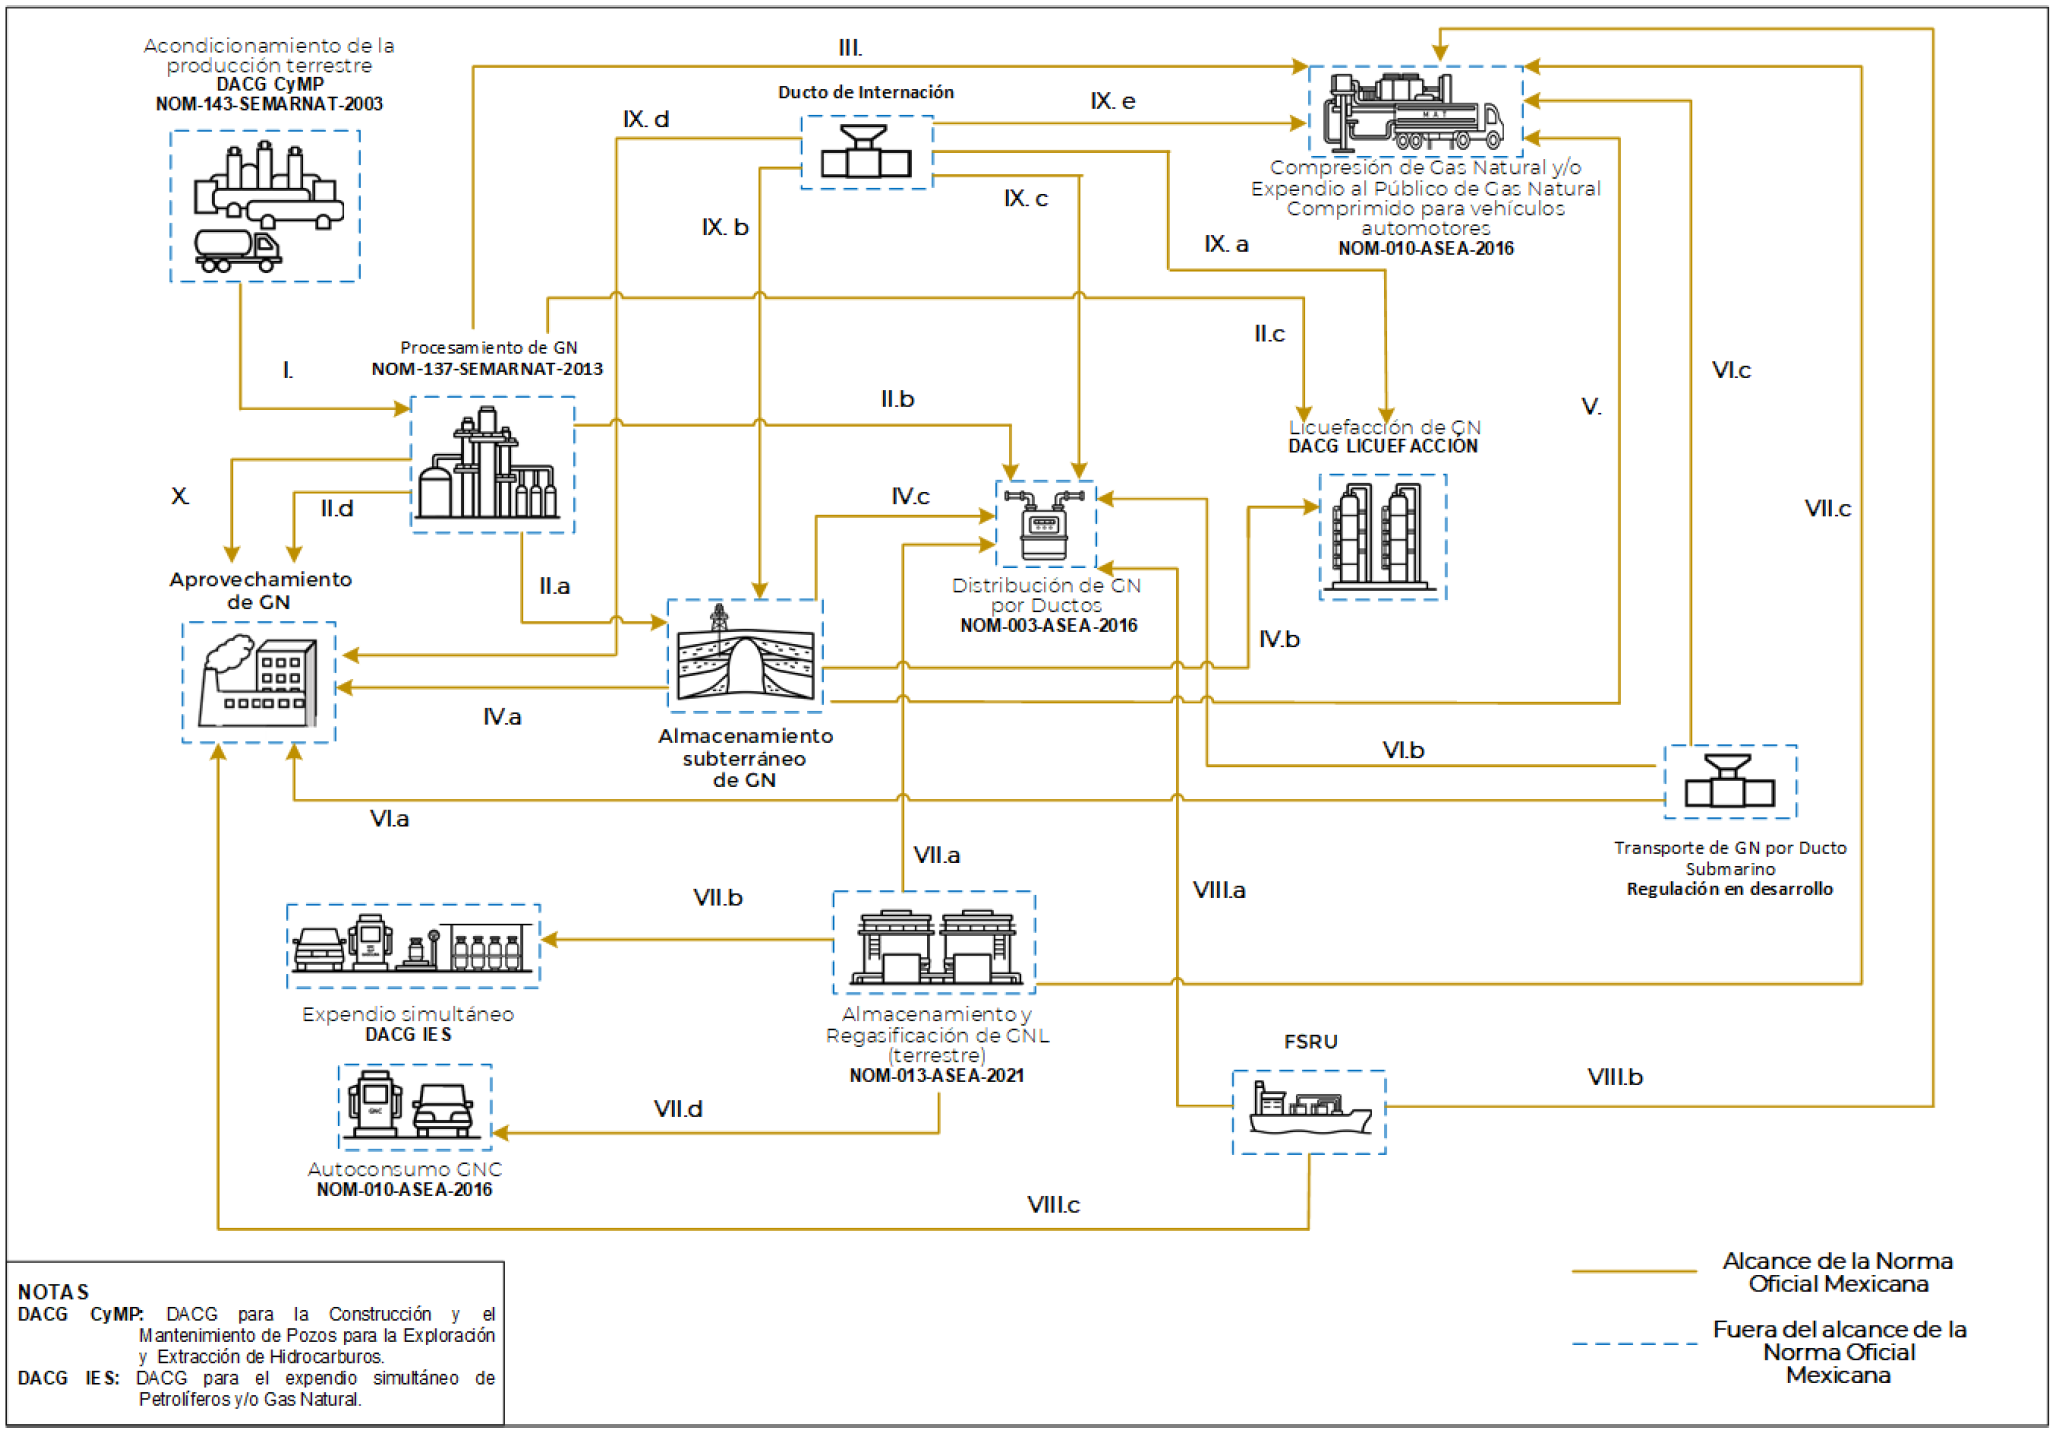 Acondicionamiento de la
producción terrestre
DACG CyMP
NOM-143-SEMARNAT-2003
III.
Ducto de Internación
IX. d
IX. e
MAT
Compresión de Gas Natural y/o
Expendio al Público de Gas Natural
Comprimido para vehículos
automotores
NOM-010-ASEA-2016
IX. b
IX. c
IX. a
I.
Procesamiento de GN
NOM-137-SEMARNAT-2013
II.c
VI.c
II.b
V.
Licuefacción de GN
DACG LICUEFACCIÓN
X.
II.d
IV.c
VII.c
Aprovechamiento
de GN
II.a
Distribución de GN
por Ductos
NOM-003-ASEA-2016
IV.b
IV.a
Almacenamiento
subterráneo
de GN
VI.b
VI.a
Transporte de GN por Ducto
Submarino
Regulación en desarrollo
VII.a
VII.b
VIII.a
Expendio simultáneo
DACG IES
Almacenamiento y
Regasificación de GNL
(terrestre)
NOM-013-ASEA-2021
FSRU
VIII.b
VII.d
GNC
Autoconsumo GNC
NOM-010-ASEA-2016
VIII.c
NOTAS
DACG CyMP: DACG para la Construcción y el
Mantenimiento de Pozos para la Exploración
y Extracción de Hidrocarburos.
DACG IES: DACG para el expendio simultáneo de
Petrolíferos y/o Gas Natural.
Alcance de la Norma
Oficial Mexicana
Fuera del alcance de la
Norma Oficial
Mexicana